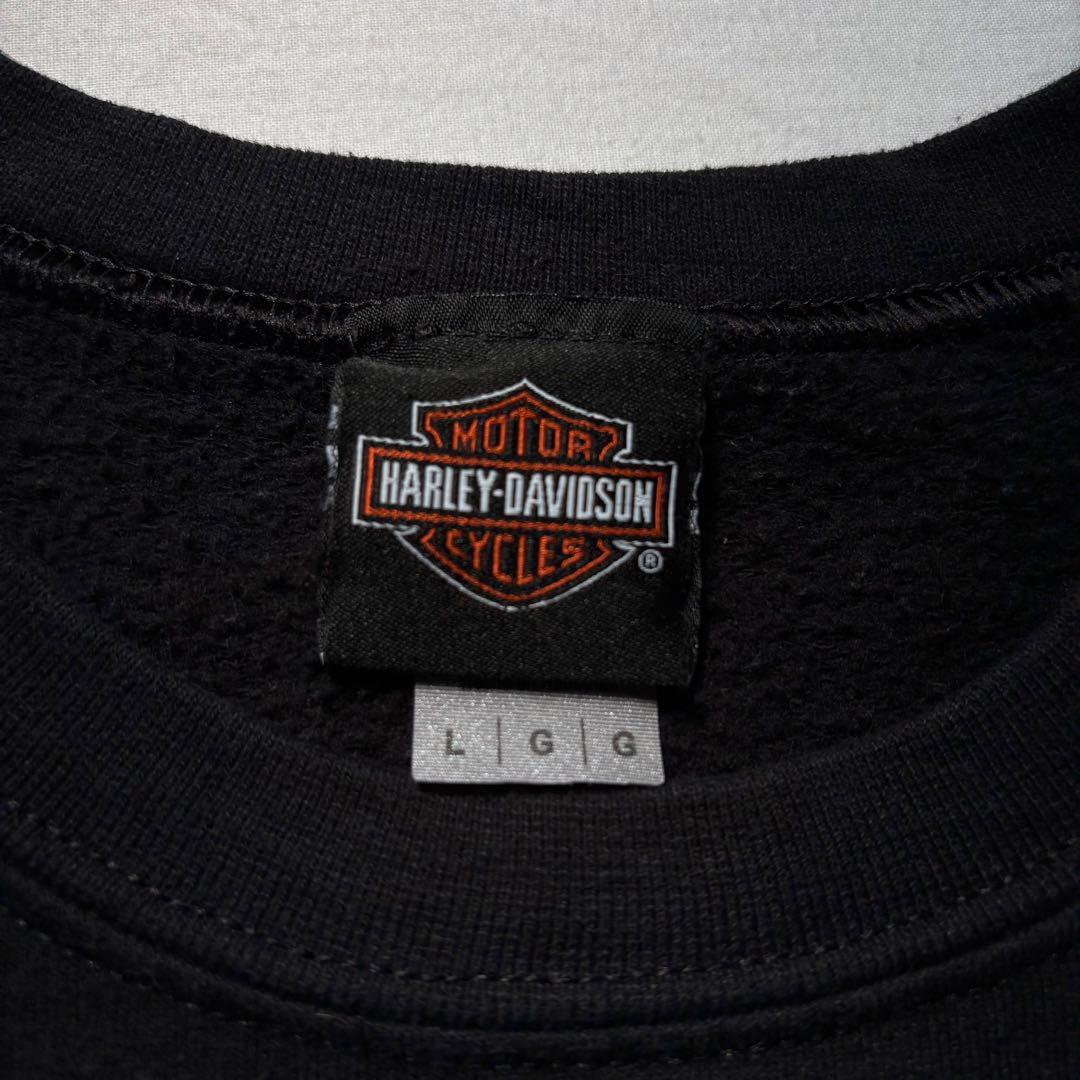 MOTOR
HARLEY-DAVIDSON
CYCLES
®
L | G | G